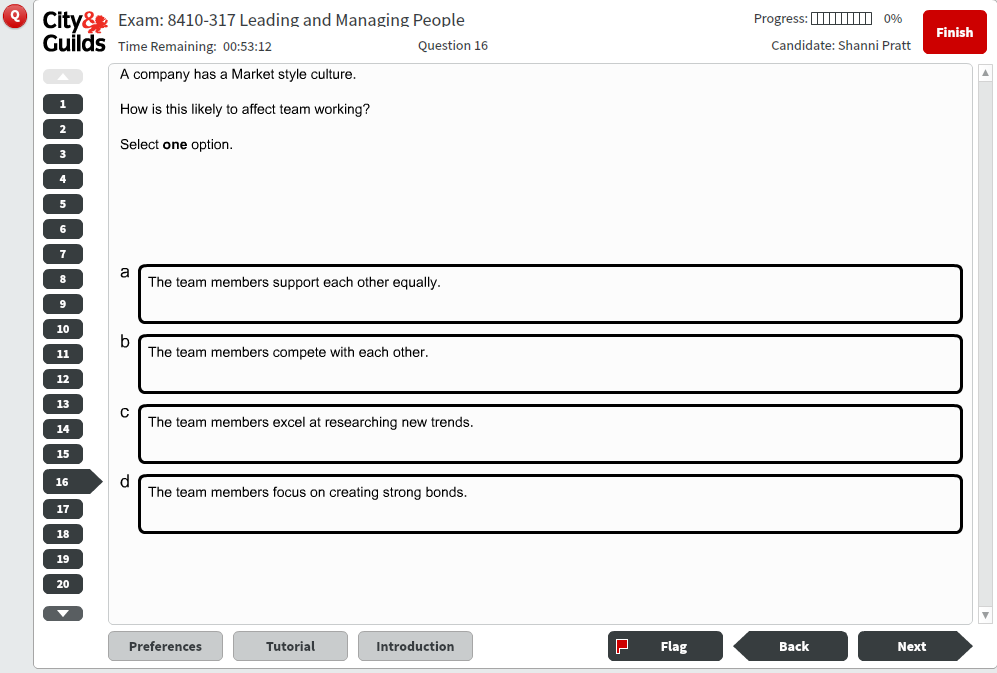 Q
City&
Guilds
Exam: 8410-317 Leading and Managing People
Time Remaining: 00:53:12
Question 16
Progress:
0%
Candidate: Shanni Pratt
Finish
1
2
3
4
5
6
7
8
9
10
11
12
13
14
15
16
17
18
19
20
A company has a Market style culture.
How is this likely to affect team working?
Select one option.
a
The team members support each other equally.
b
The team members compete with each other.
c
The team members excel at researching new trends.
d
The team members focus on creating strong bonds.
Preferences
Tutorial
Introduction
Flag
Back
Next